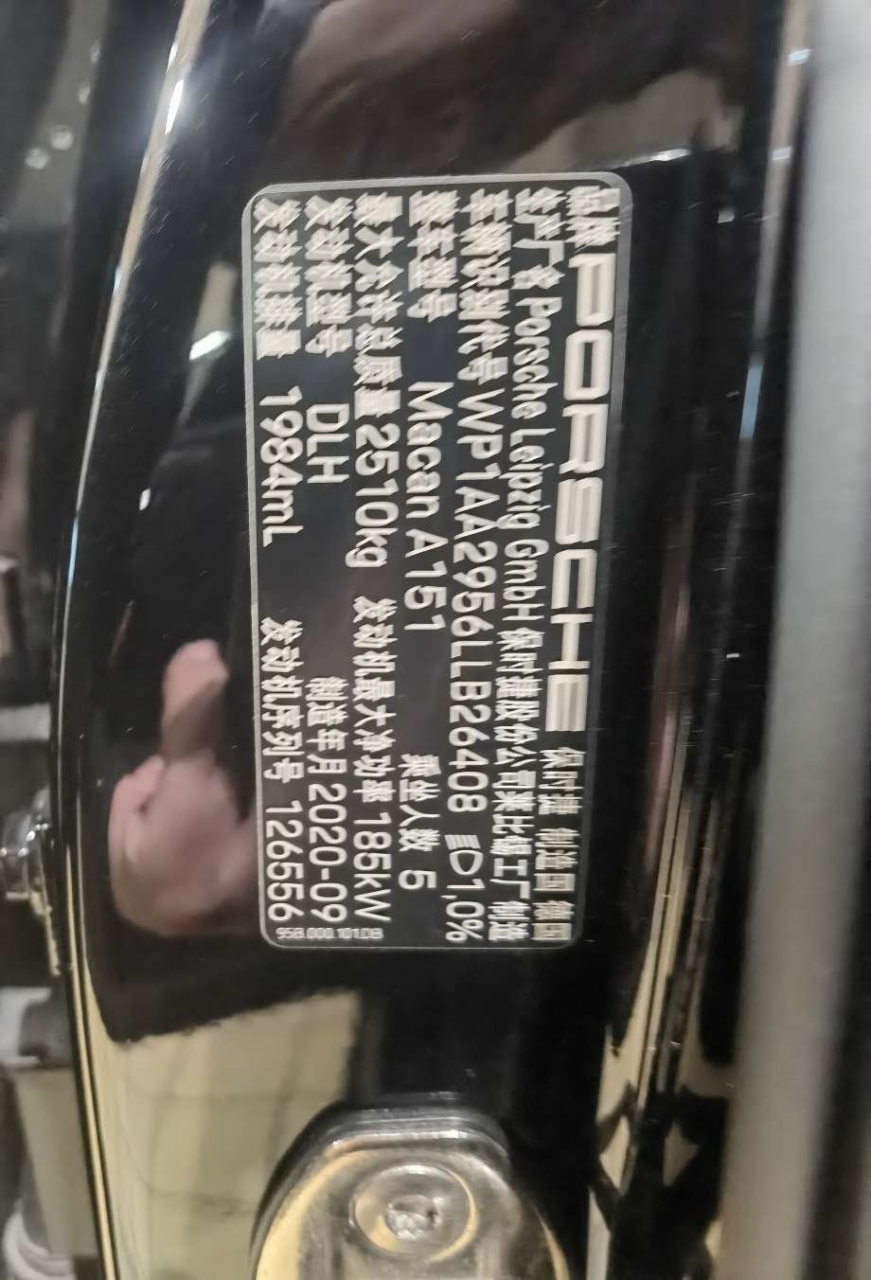 品牌 PORSCHE 保时捷 制造国 德国
生产厂名 Porsche Leipzig GmbH 保时捷股份公司莱比锡工厂制造
车辆识别代号 WP1AA2956LLB26408 1,0%
整车型号 Macan A151 乘坐人数 5
最大允许总质量 2510kg 发动机最大净功率 185kW
发动机型号 DLH 制造年月 2020-09
发动机排量 1984mL 发动机序列号 126556
95B.000.101.DB